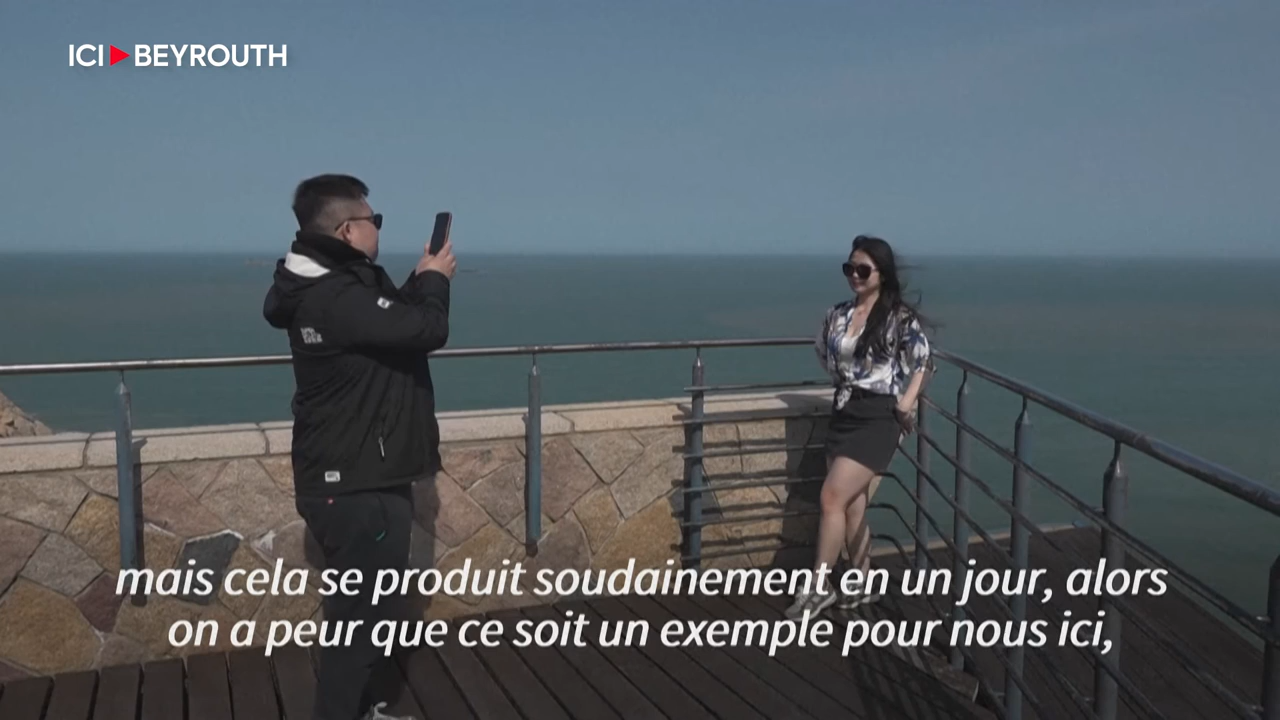 ICI BEYROUTH
mais cela se produit soudainement en un jour, alors
on a peur que ce soit un exemple pour nous ici,